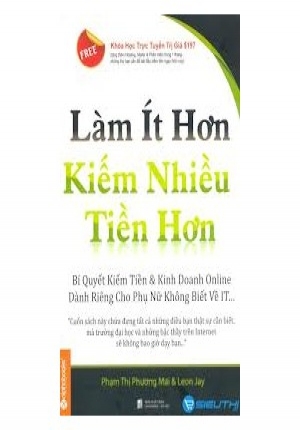 FREE
Khóa Học Trực Tuyến Trị Giá $197
Làm Ít Hơn
Kiếm Nhiều
Tiền Hơn
Bí Quyết Kiếm Tiền & Kinh Doanh Online
Dành Riêng Cho Phụ Nữ Không Biết Về IT...
"Cuốn sách này chứa đựng tất cả những điều bạn thật sự cần biết,
mà trường đại học và những bậc thầy trên Internet
sẽ không bao giờ dạy bạn..."
Phạm Thị Phương Mai & Leon Jay
alphabooks
SIEUTHI